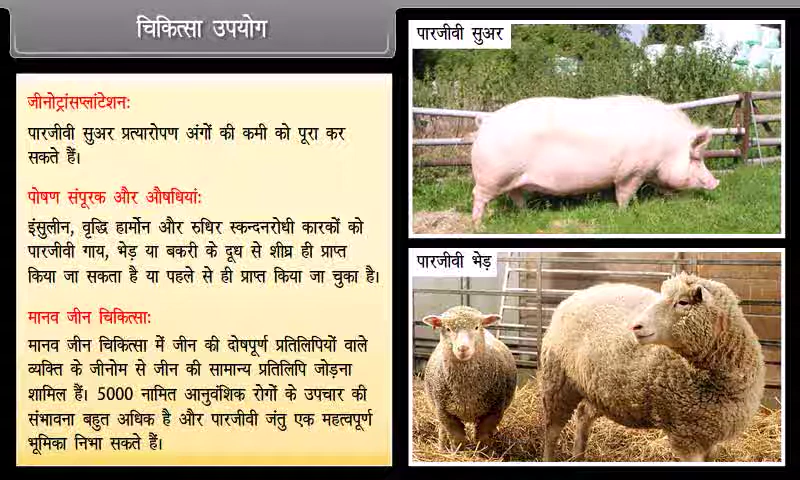 चिकित्सा उपयोग
जीनोट्रांसप्लांटेशन:
पारजीवी सुअर प्रत्यारोपण अंगों की कमी को पूरा कर
सकते हैं।
पोषण संपूरक और औषधियां:
इंसुलीन, वृद्धि हार्मोन और रुधिर स्कन्दनरोधी कारकों को
पारजीवी गाय, भेड़ या बकरी के दूध से शीघ्र ही प्राप्त
किया जा सकता है या पहले से ही प्राप्त किया जा चुका है।
मानव जीन चिकित्सा:
मानव जीन चिकित्सा में जीन की दोषपूर्ण प्रतिलिपियों वाले
व्यक्ति के जीनोम से जीन की सामान्य प्रतिलिपि जोड़ना
शामिल हैं। 5000 नामित आनुवंशिक रोगों के उपचार की
संभावना बहुत अधिक है और पारजीवी जंतु एक महत्वपूर्ण
भूमिका निभा सकते हैं।
पारजीवी सुअर
पारजीवी भेड़